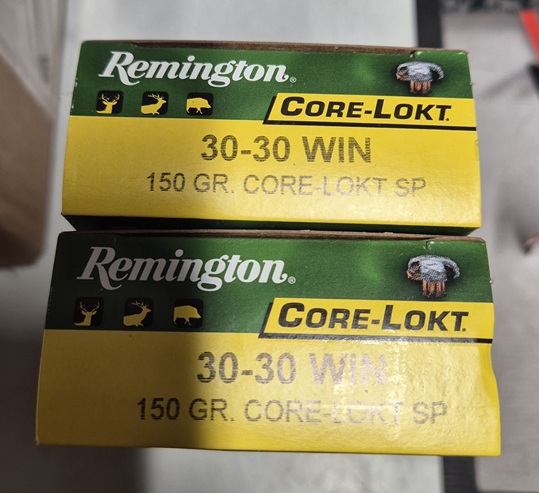 Remington®
CORE-LOKT®
30-30 WIN
150 GR. CORE-LOKT SP
Remington®
CORE-LOKT®
30-30 WIN
150 GR. CORE-LOKT SP